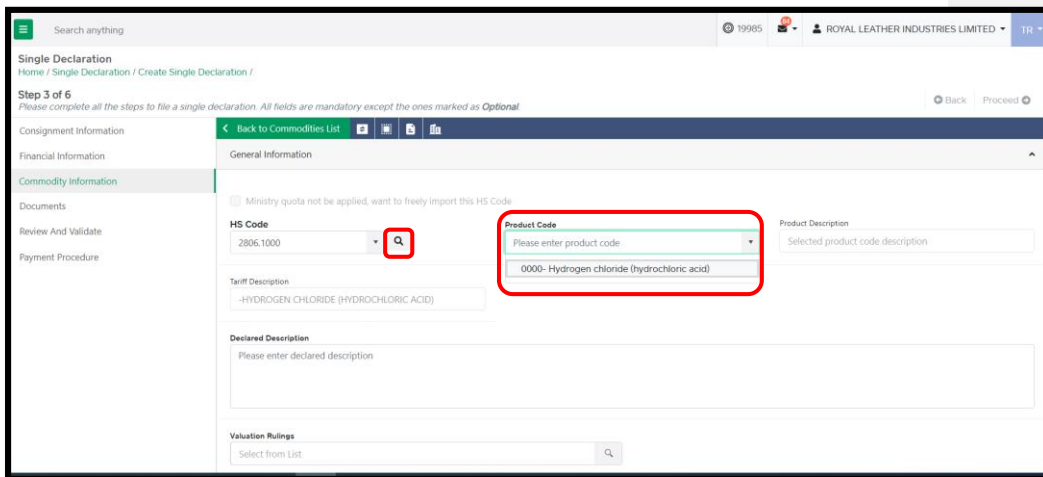 Search anything
19985
ROYAL LEATHER INDUSTRIES LIMITED
TR
Single Declaration
Home / Single Declaration / Create Single Declaration /
Step 3 of 6
Please complete all the steps to file a single declaration. All fields are mandatory except the ones marked as Optional.
Back Proceed
Consignment Information
Financial Information
Commodity Information
Documents
Review And Validate
Payment Procedure
Back to Commodities List
General Information
Ministry quota not be applied, want to freely import this HS Code
HS Code
2806.1000
Product Code
Please enter product code
0000- Hydrogen chloride (hydrochloric acid)
Product Description
Selected product code description
Tariff Description
-HYDROGEN CHLORIDE (HYDROCHLORIC ACID)
Declared Description
Please enter declared description
Valuation Rulings
Select from List